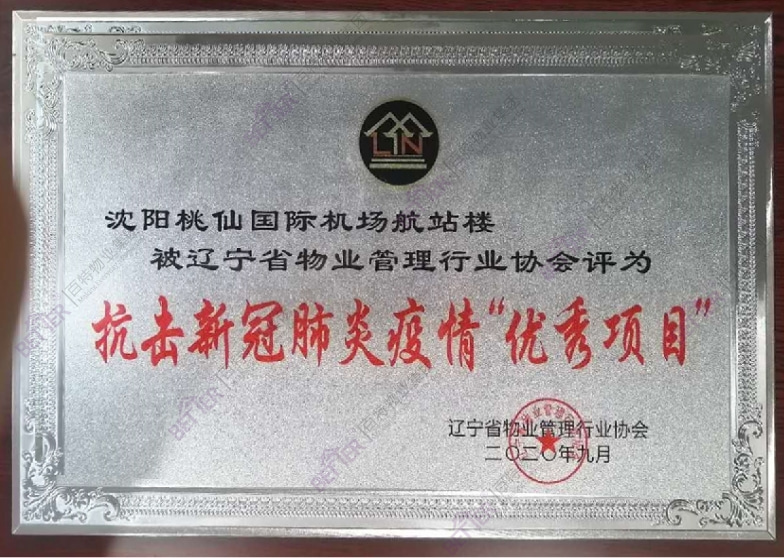 LN
沈阳桃仙国际机场航站楼
被辽宁省物业管理行业协会评为
抗击新冠肺炎疫情“优秀项目”
辽宁省物业管理行业协会
二〇二〇年九月
BETTER